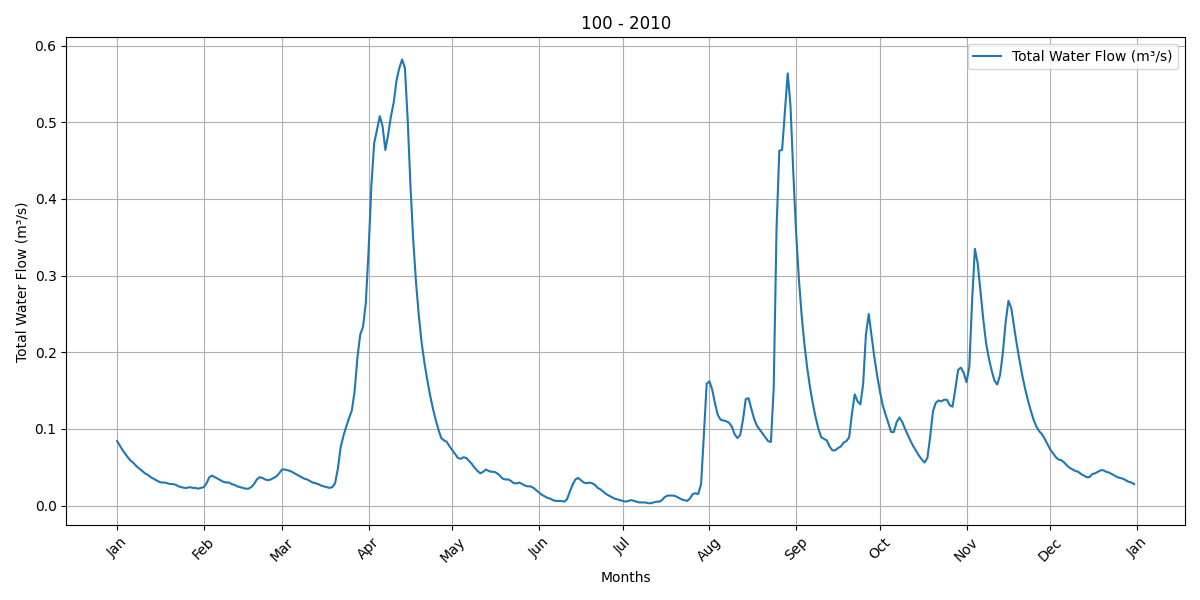 100 - 2010
Total Water Flow (m³/s)
Total Water Flow (m³/s)
0.6
0.5
0.4
0.3
0.2
0.1
0.0
Jan Feb Mar Apr May Jun Jul Aug Sep Oct Nov Dec Jan
Months